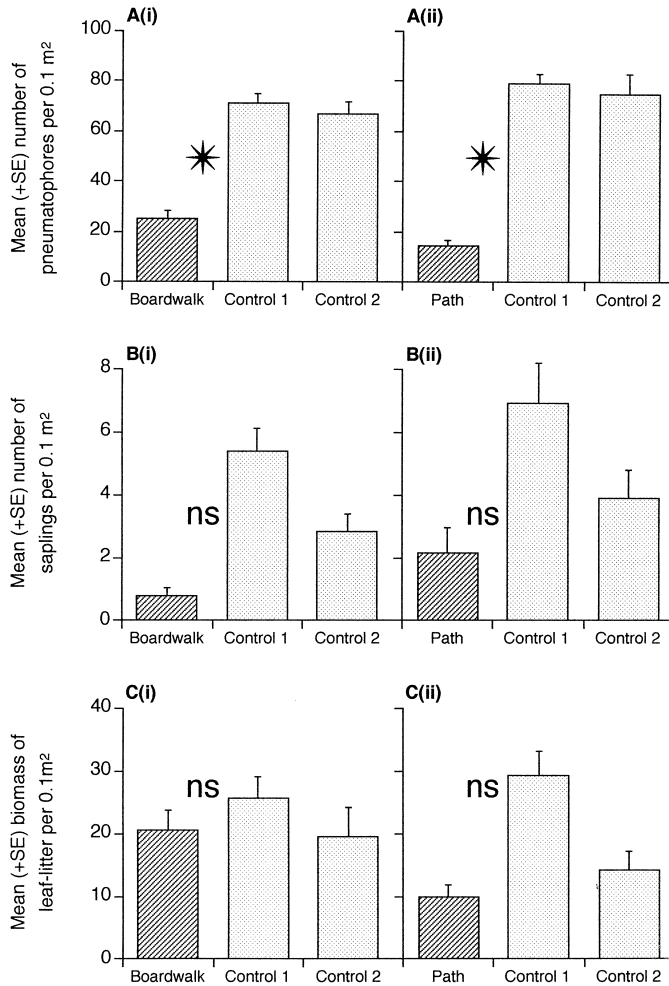 A(i)
A(ii)
Mean (+SE) number of
pneumatophores per 0.1 m²
100
80
60
40
20
0
Boardwalk
Control 1
Control 2
Path
Control 1
Control 2
B(i)
B(ii)
Mean (+SE) number of
saplings per 0.1 m²
8
6
4
2
0
ns
ns
Boardwalk
Control 1
Control 2
Path
Control 1
Control 2
C(i)
C(ii)
Mean (+SE) biomass of
leaf-litter per 0.1m²
40
30
20
10
0
ns
ns
Boardwalk
Control 1
Control 2
Path
Control 1
Control 2